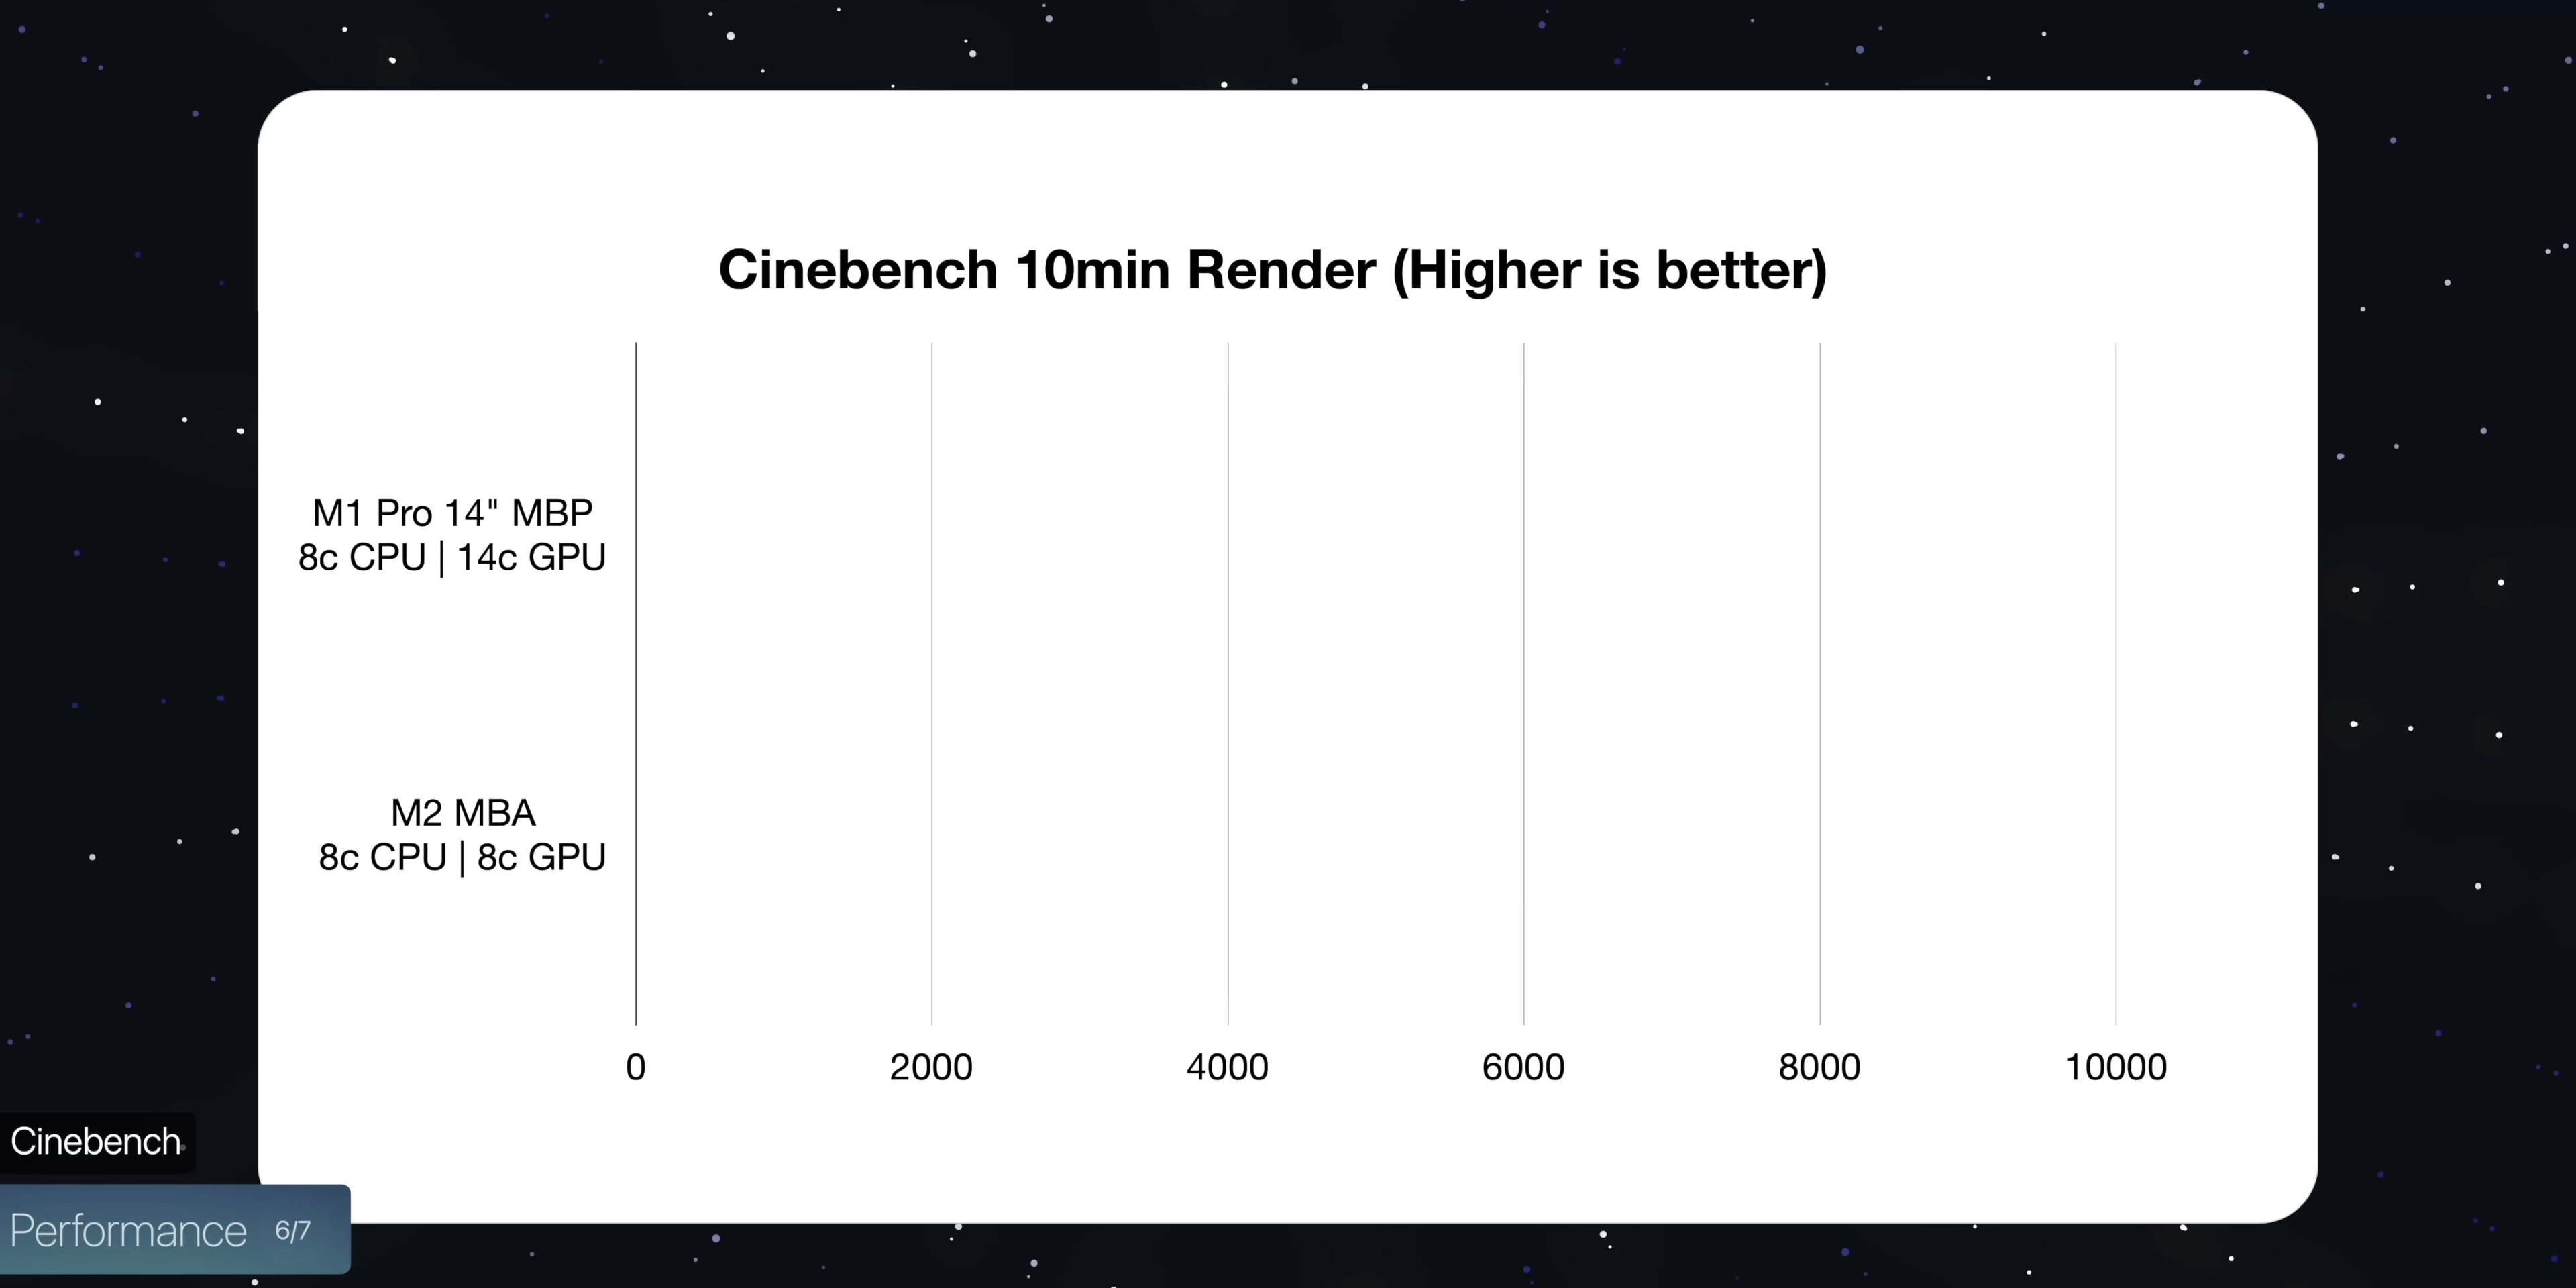 Cinebench 10min Render (Higher is better)
M1 Pro 14" MBP
8c CPU | 14c GPU
M2 MBA
8c CPU | 8c GPU
0 2000 4000 6000 8000 10000
Cinebench
Performance 6/7